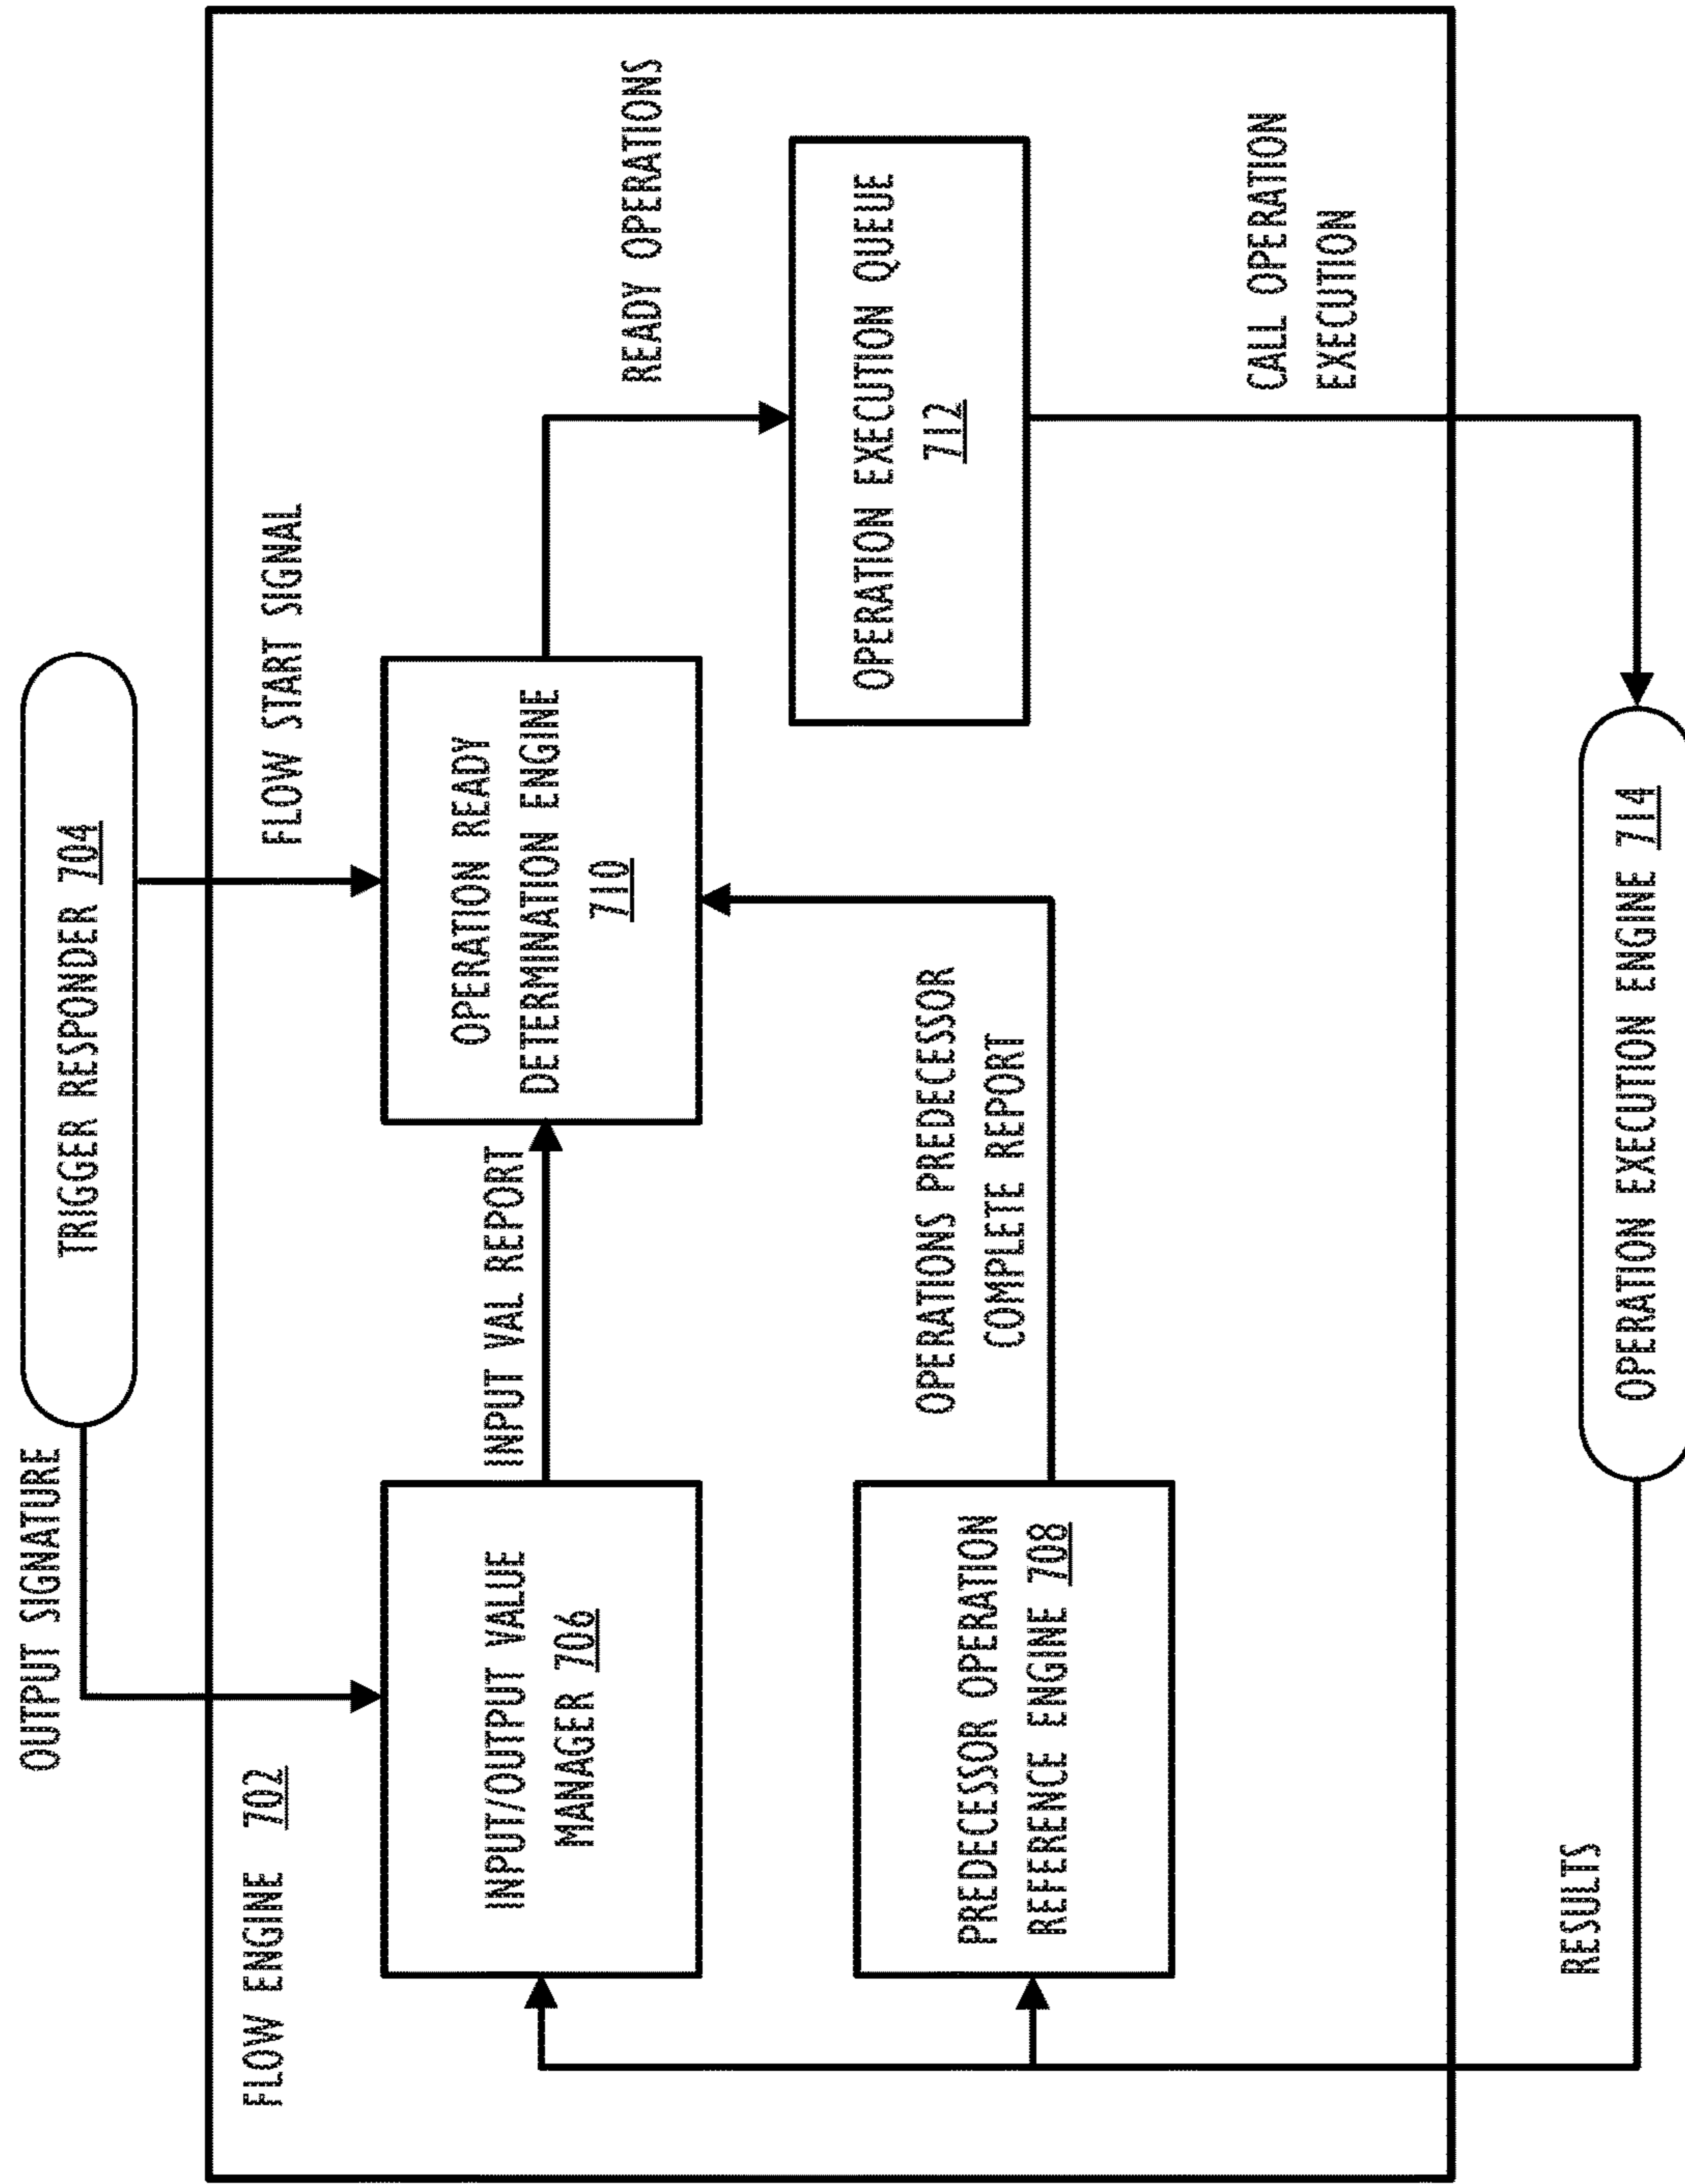 OUTPUT SIGNATURE
TRIGGER RESPONDER 704
FLOW ENGINE 702
FLOW START SIGNAL
INPUT/OUTPUT VALUE
MANAGER 706
INPUT VAL REPORT
OPERATION READY
DETERMINATION ENGINE
710
READY OPERATIONS
PREDECESSOR OPERATION
REFERENCE ENGINE 708
OPERATIONS PREDECESSOR
COMPLETE REPORT
OPERATION EXECUTION QUEUE
712
CALL OPERATION
EXECUTION
RESULTS
OPERATION EXECUTION ENGINE 714